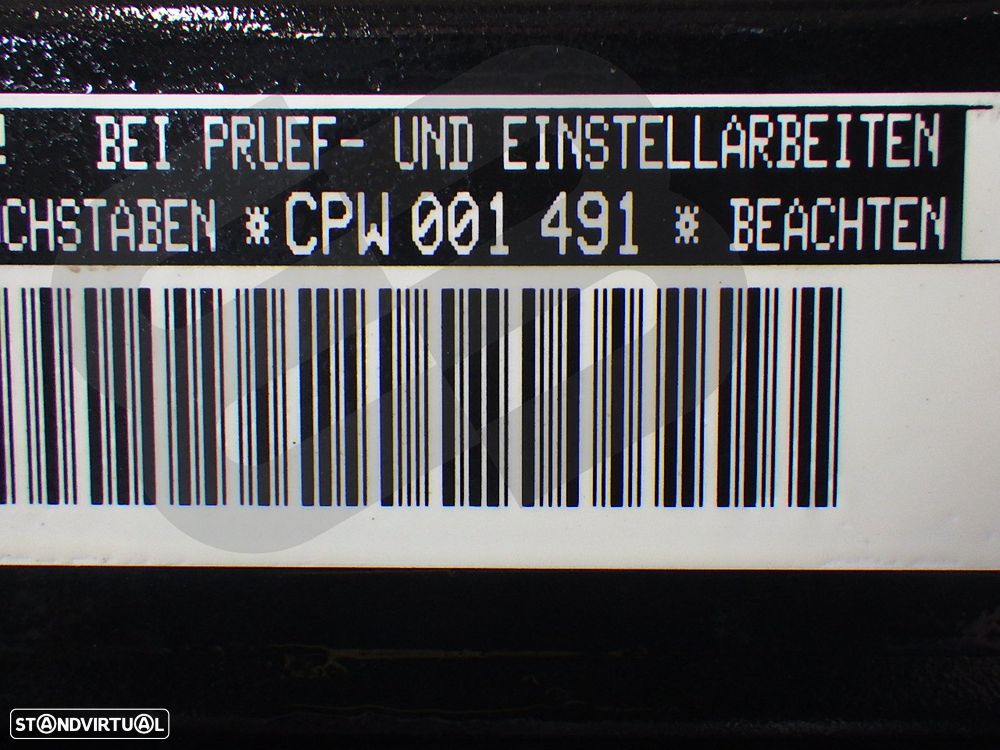 ! BEI PRUEF- UND EINSTELLARBEITEN
CHSTABEN *CPW 001 491 * BEACHTEN
STANDVIRTUAL